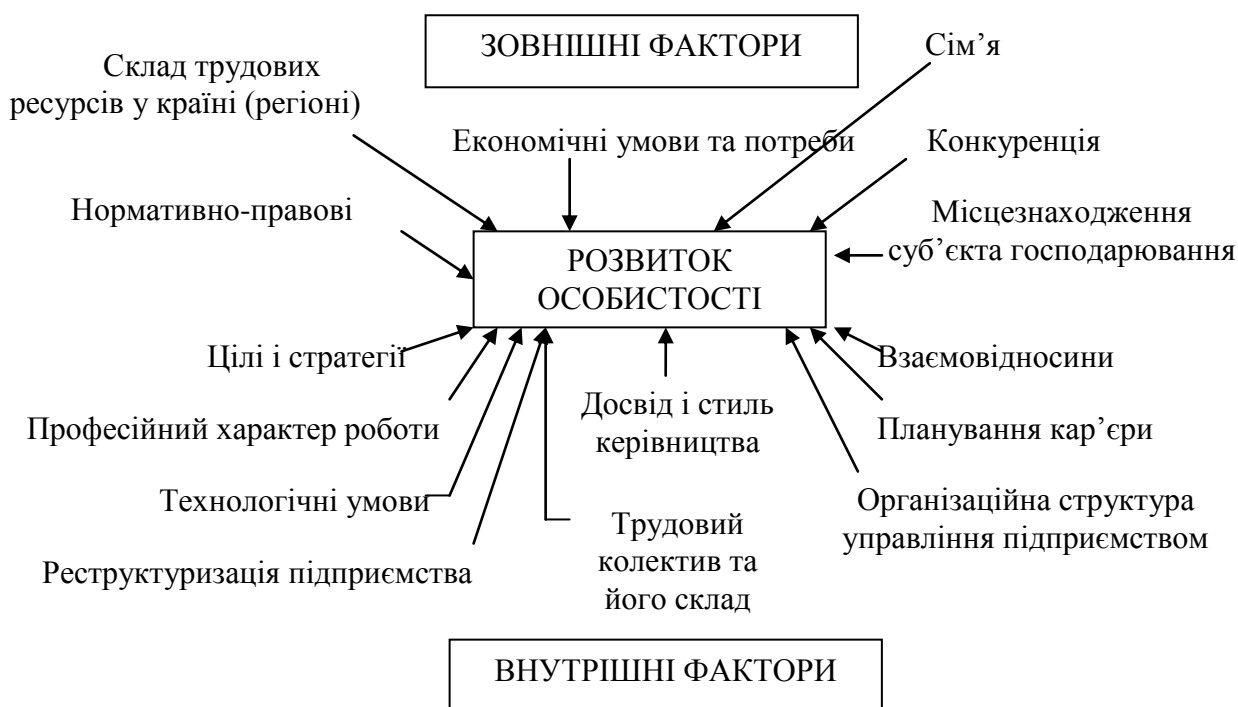 ЗОВНІШНІ ФАКТОРИ
Сім’я
Склад трудових
ресурсів у країні (регіоні)
Економічні умови та потреби
Конкуренція
Нормативно-правові
Місцезнаходження
суб’єкта господарювання
РОЗВИТОК
ОСОБИСТОСТІ
Цілі і стратегії
Взаємовідносини
Професійний характер роботи
Досвід і стиль
керівництва
Планування кар’єри
Технологічні умови
Організаційна структура
управління підприємством
Реструктуризація підприємства
Трудовий
колектив та
його склад
ВНУТРІШНІ ФАКТОРИ